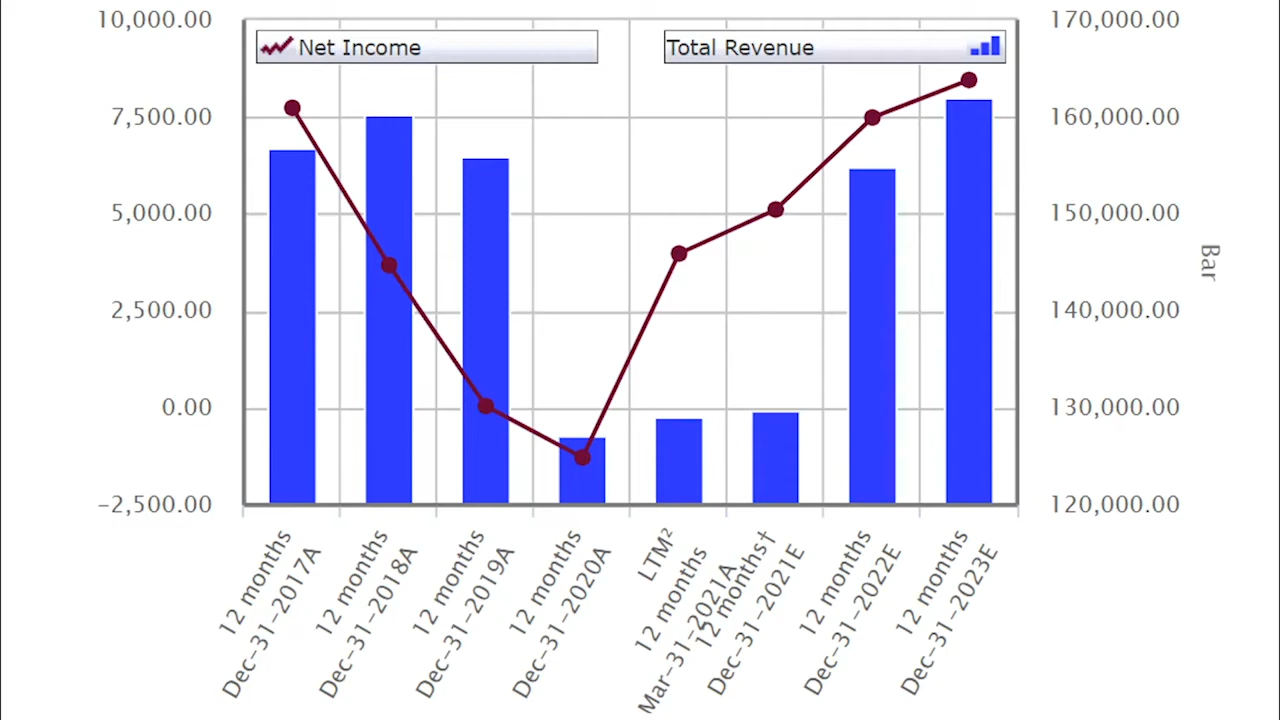 10,000.00
7,500.00
5,000.00
2,500.00
0.00
−2,500.00
Net Income
Total Revenue
170,000.00
160,000.00
150,000.00
140,000.00
130,000.00
120,000.00
Bar
12 months
Dec−31−2017A
12 months
Dec−31−2018A
12 months
Dec−31−2019A
12 months
Dec−31−2020A
LTM²
12 months
Mar−31−2021A
12 months†
Dec−31−2021E
12 months
Dec−31−2022E
12 months
Dec−31−2023E